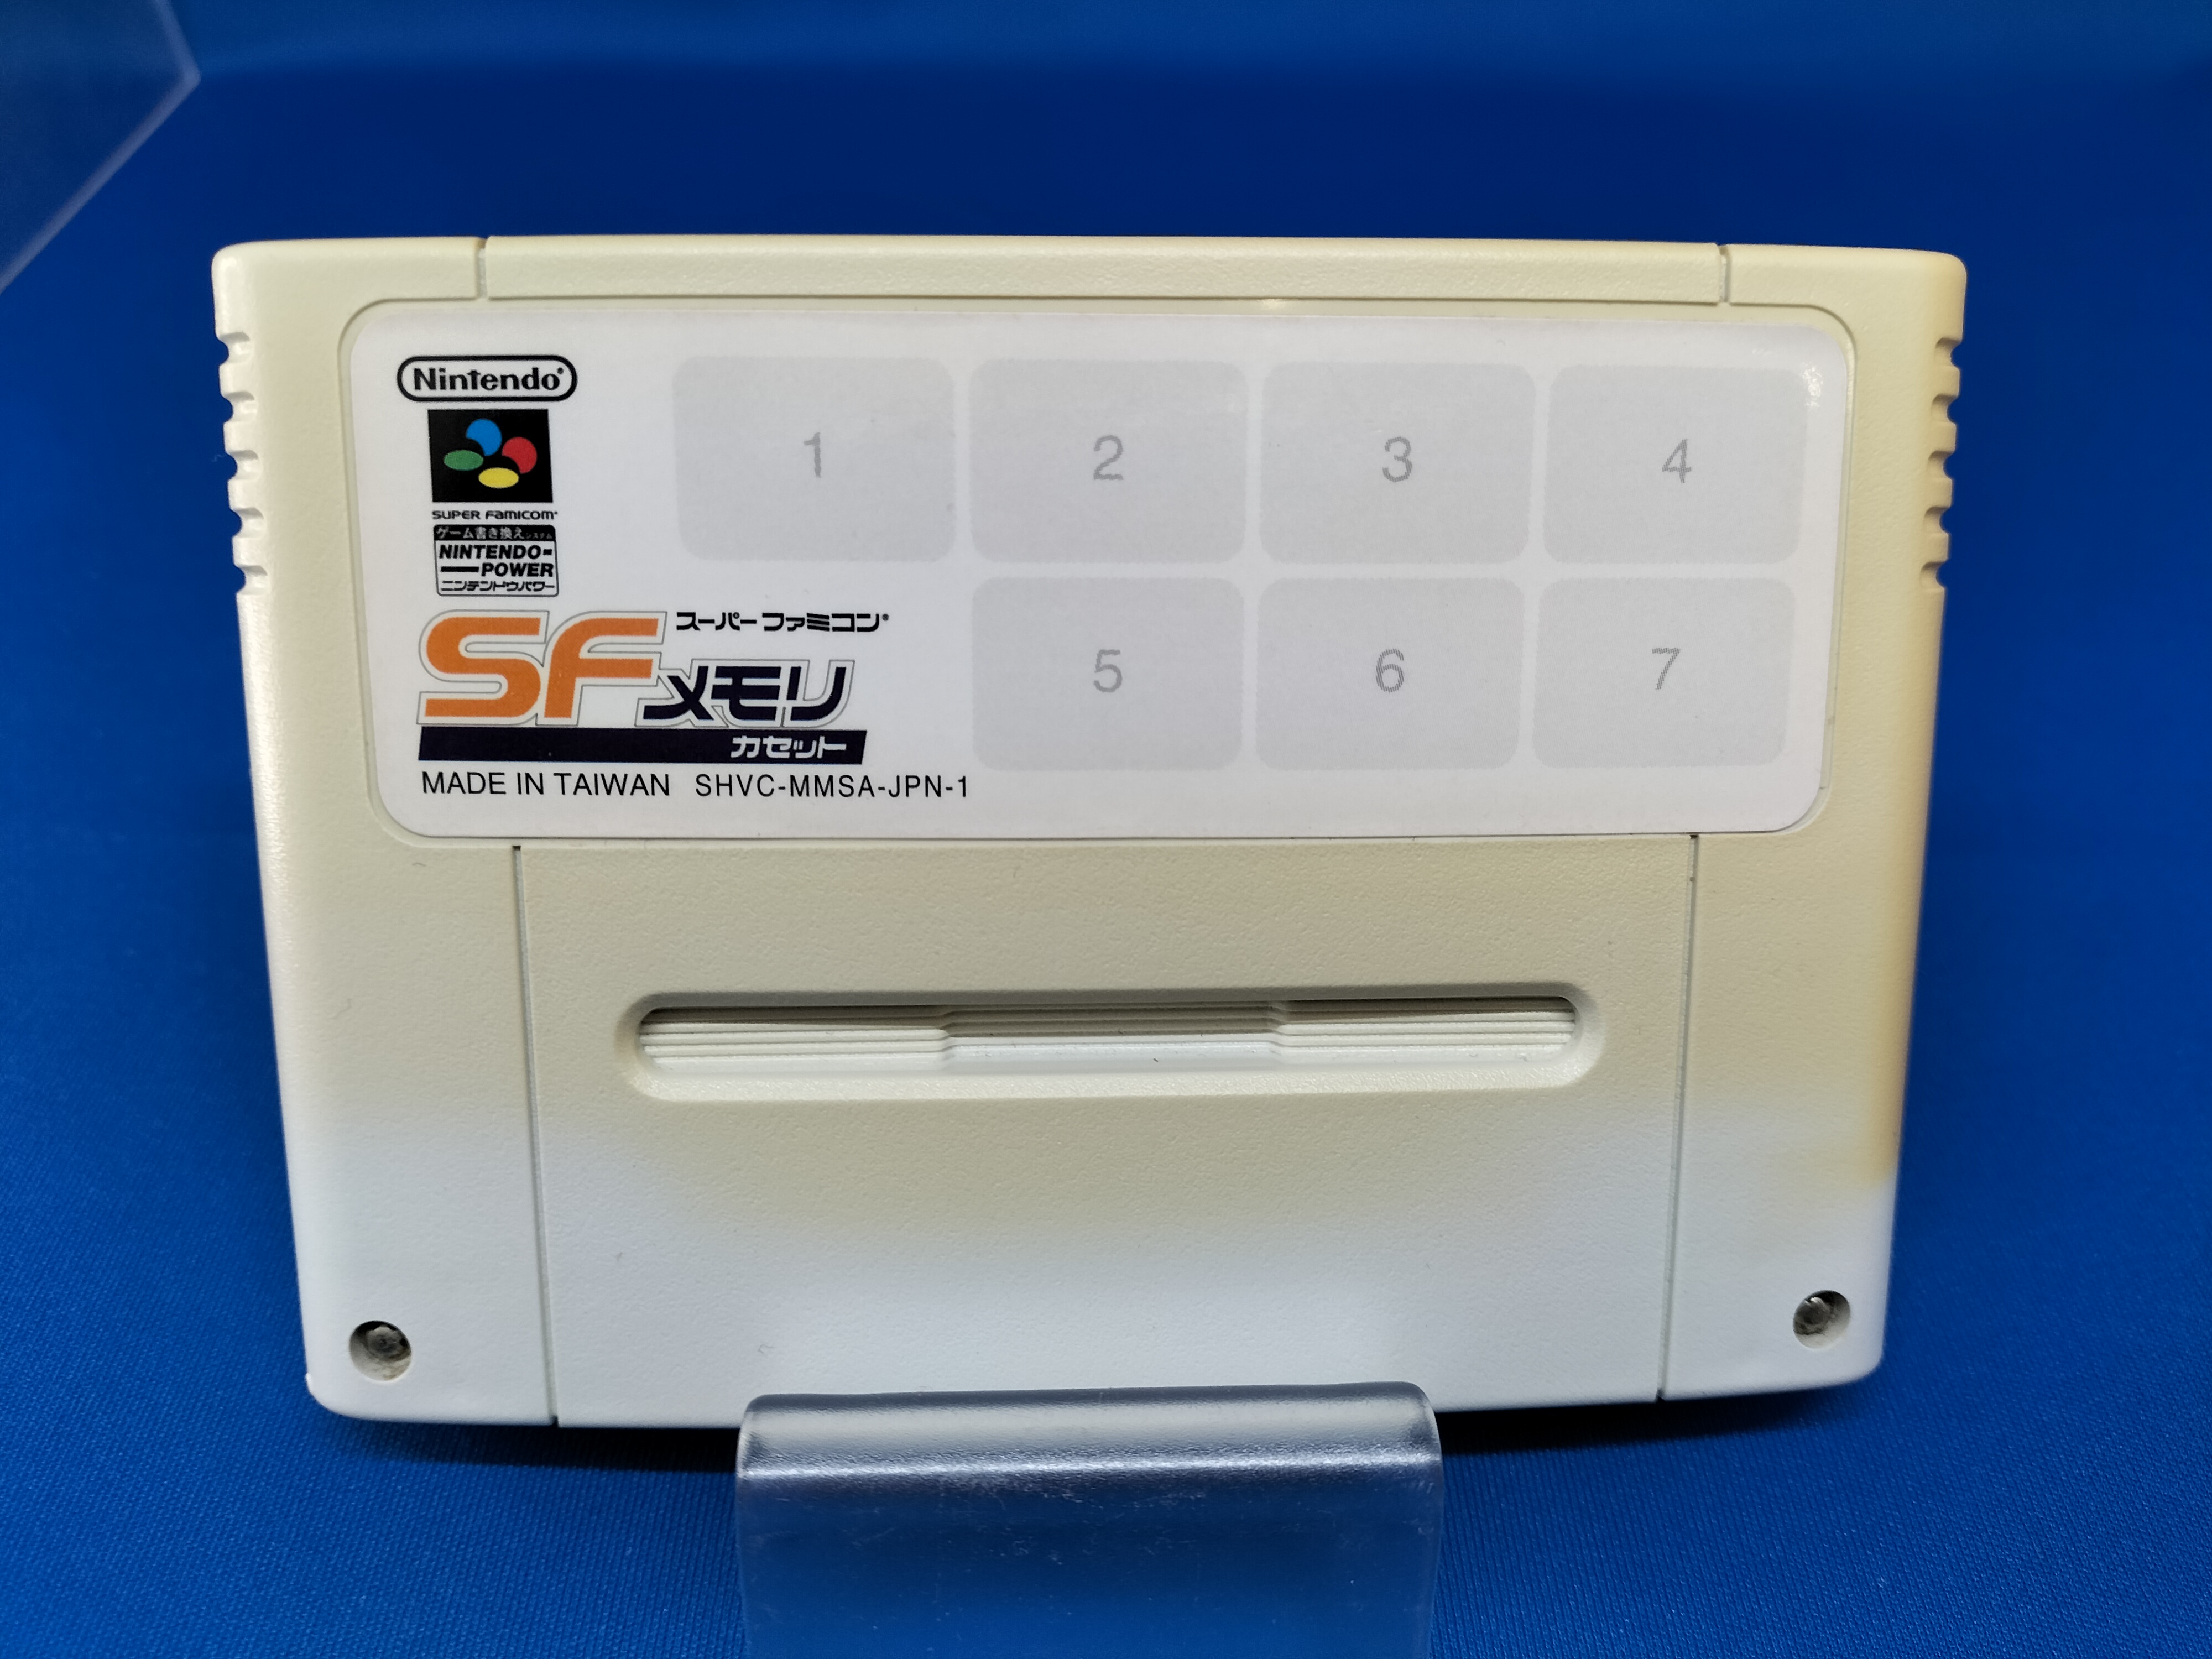 Nintendo®
SUPER FAMICOM®
ゲーム書き換えシステム
NINTENDO-
POWER
ニンテンドウパワー
スーパーファミコン®
SFメモリ
カセット
MADE IN TAIWAN SHVC-MMSA-JPN-1
1 2 3 4
5 6 7